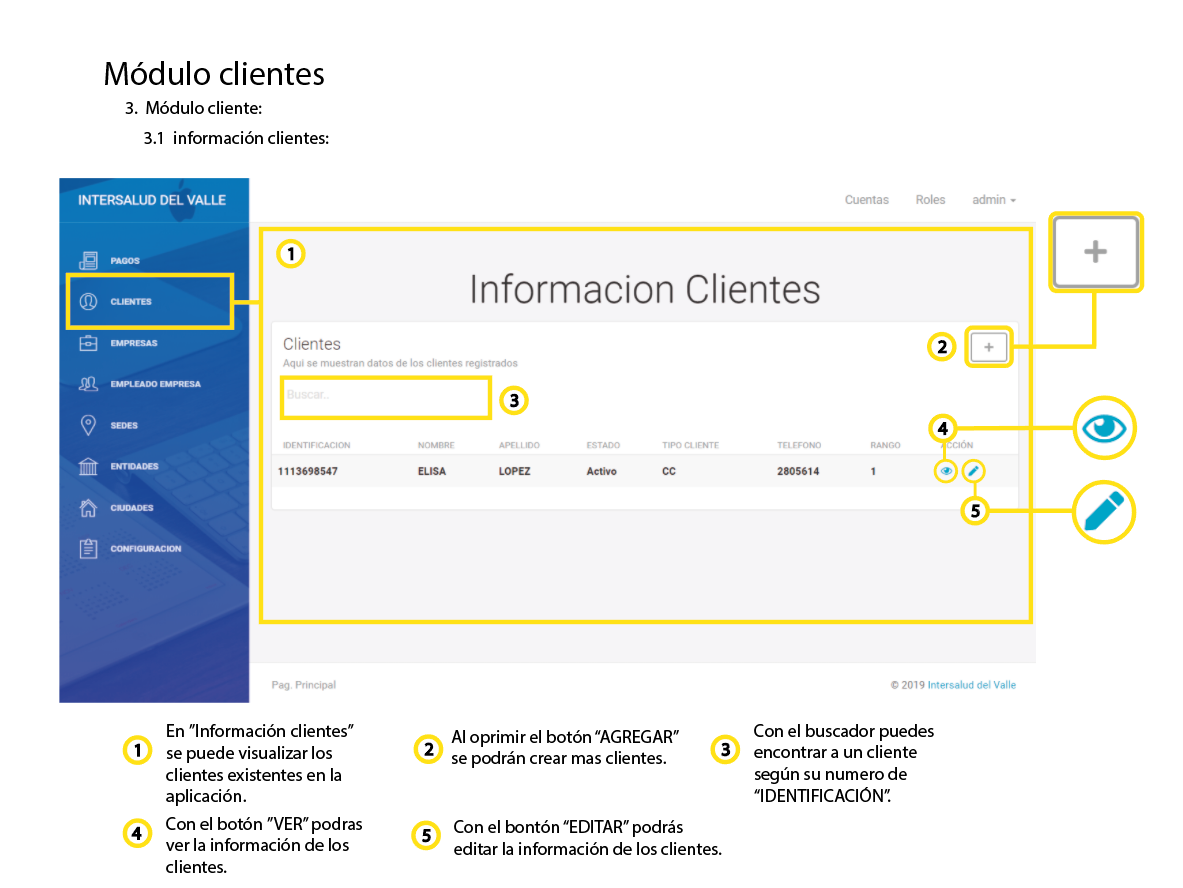 Módulo clientes
3. Módulo cliente:
3.1 información clientes:
INTERSALUD DEL VALLE
Cuentas Roles admin
PAGOS
CLIENTES
EMPRESAS
EMPLEADO EMPRESA
SEDES
ENTIDADES
CIUDADES
CONFIGURACION
1
Informacion Clientes
+
Clientes
2
+
Aqui se muestran datos de los clientes registrados
Buscar..
3
4
IDENTIFICACION NOMBRE APELLIDO ESTADO TIPO CLIENTE TELEFONO RANGO ACCIÓN
1113698547 ELISA LOPEZ Activo CC 2805614 1
5
Pag. Principal
© 2019 Intersalud del Valle
1
En ”Información clientes”
se puede visualizar los
clientes existentes en la
aplicación.
2
Al oprimir el botón “AGREGAR”
se podrán crear mas clientes.
3
Con el buscador puedes
encontrar a un cliente
según su numero de
“IDENTIFICACIÓN”.
4
Con el botón ”VER” podras
ver la información de los
clientes.
5
Con el bontón “EDITAR” podrás
editar la información de los clientes.